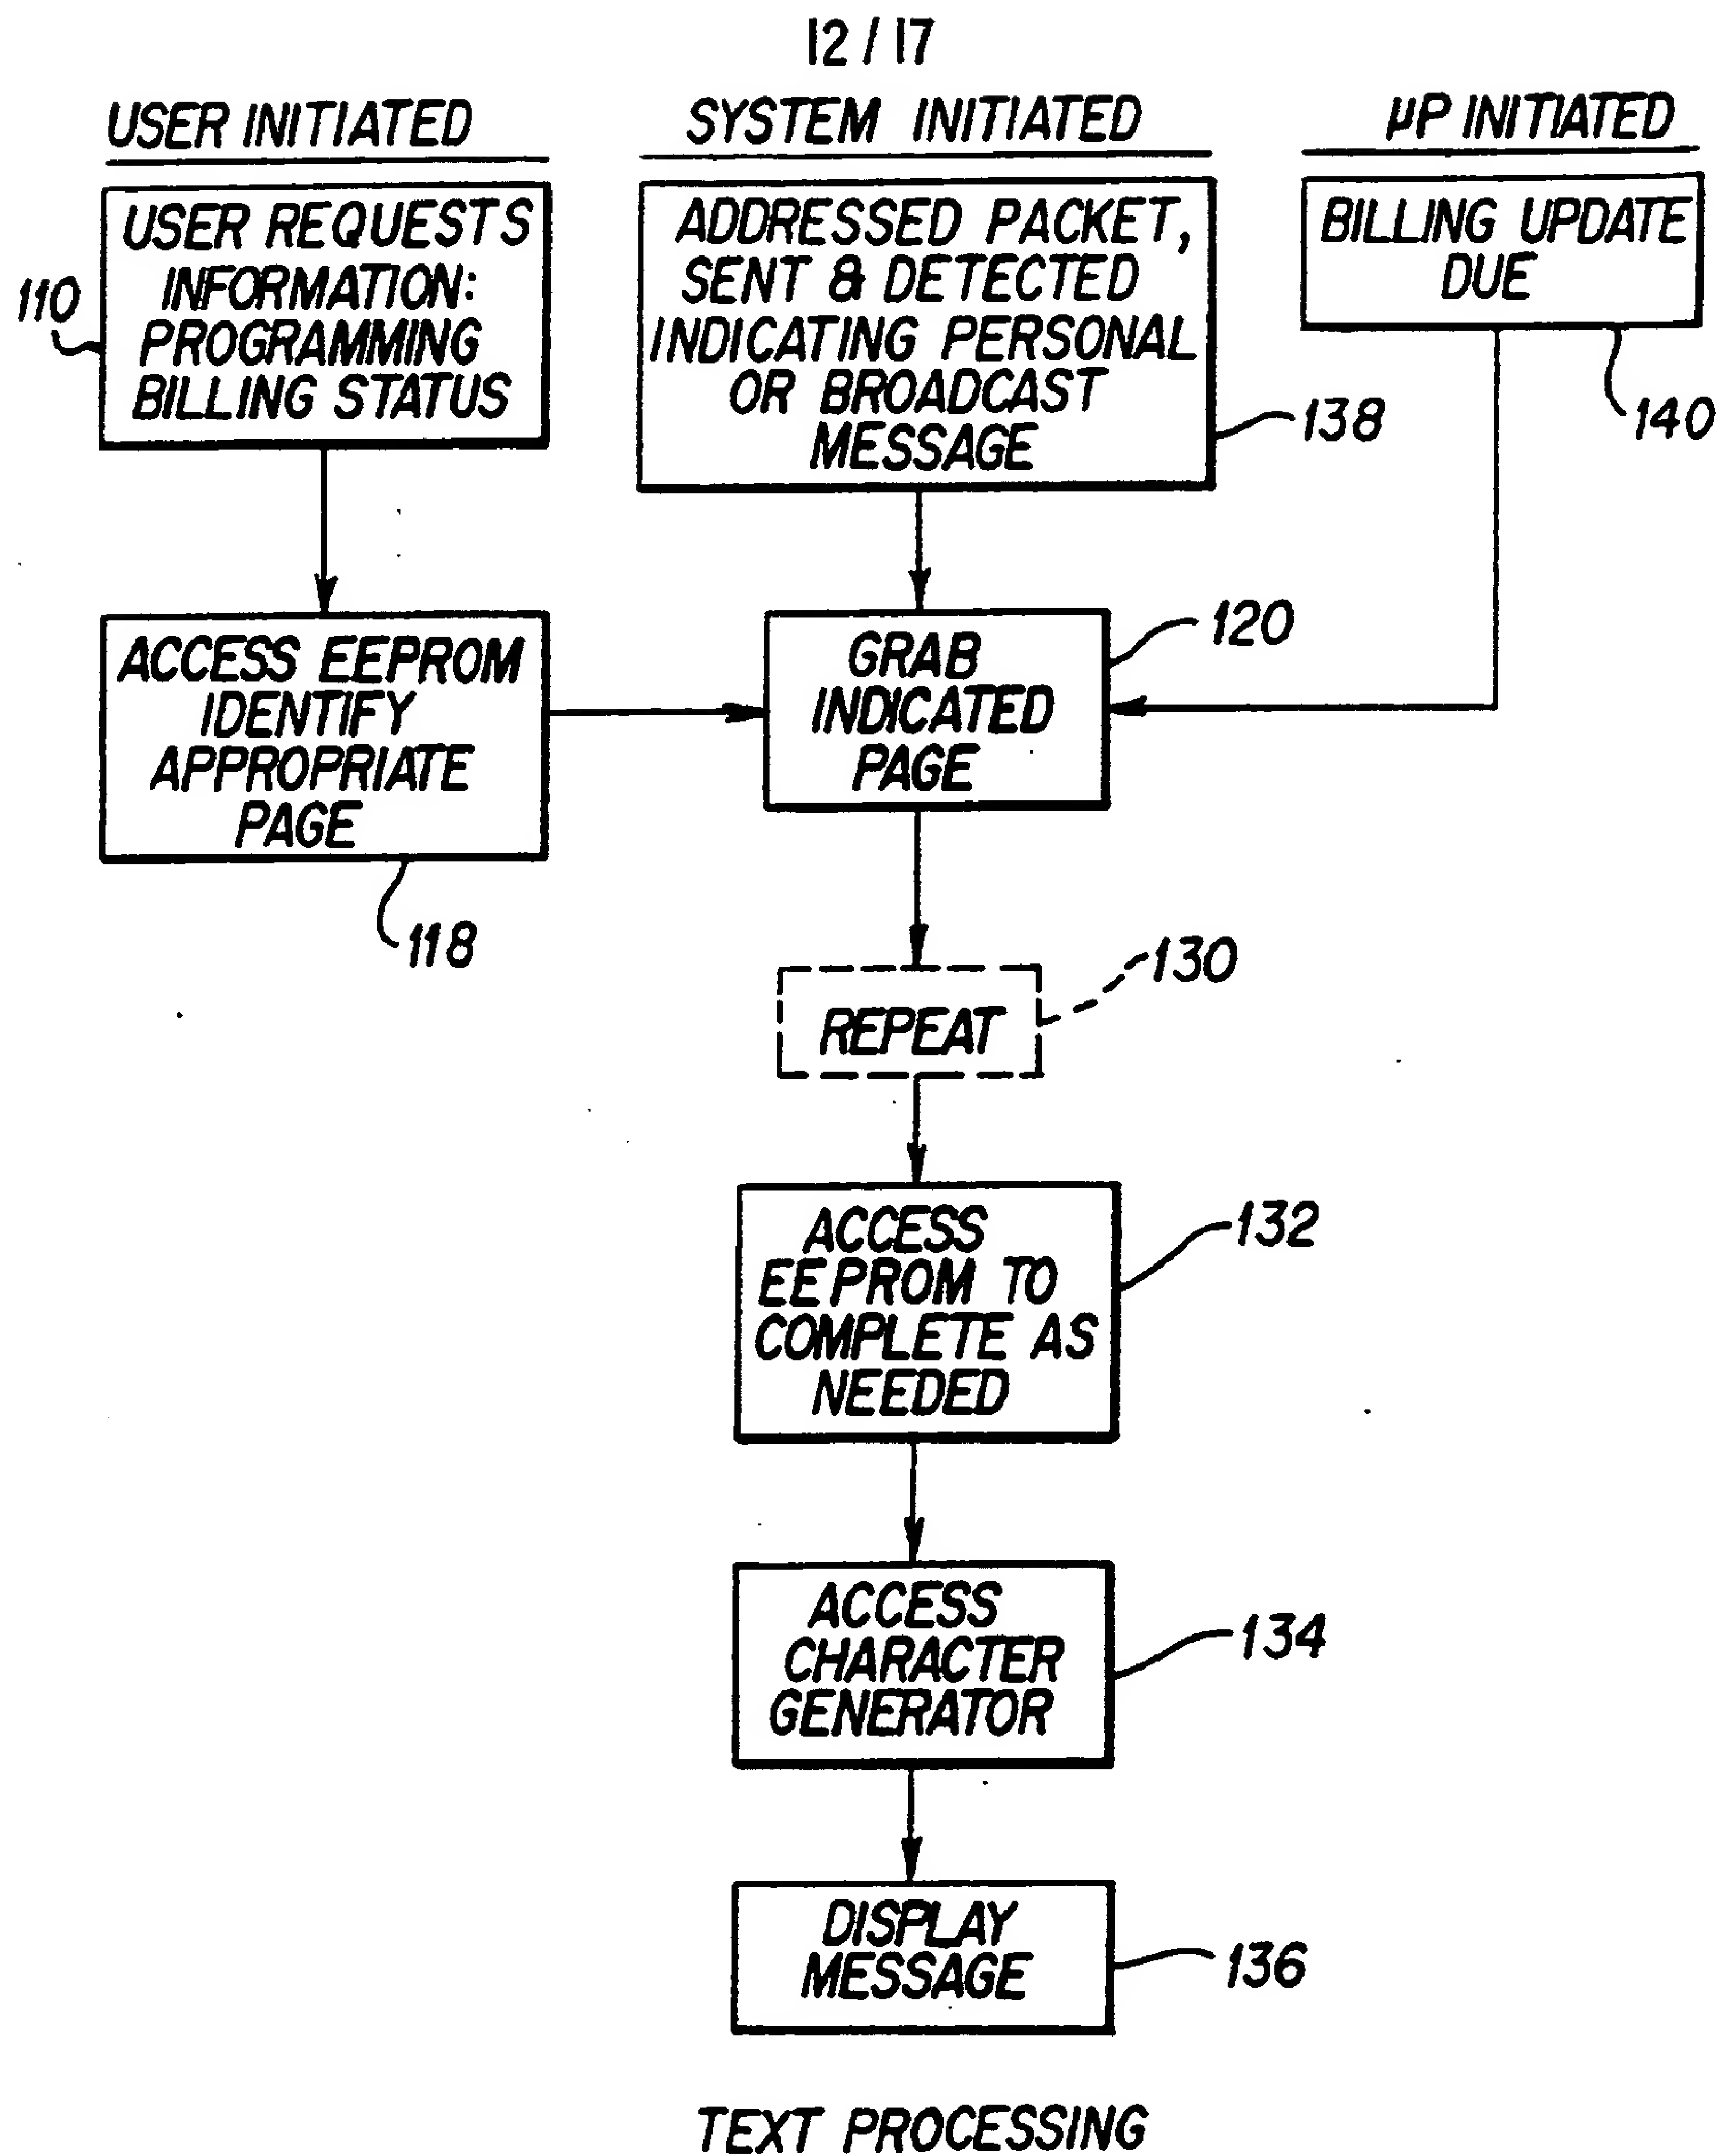 12/17
USER INITIATED
USER REQUESTS
INFORMATION:
PROGRAMMING
BILLING STATUS
110
ACCESS EEPROM
IDENTIFY
APPROPRIATE
PAGE
118
SYSTEM INITIATED
ADDRESSED PACKET,
SENT & DETECTED
INDICATING PERSONAL
OR BROADCAST
MESSAGE
138
µP INITIATED
BILLING UPDATE
DUE
140
GRAB
INDICATED
PAGE
120
REPEAT
130
ACCESS
EEPROM TO
COMPLETE AS
NEEDED
132
ACCESS
CHARACTER
GENERATOR
134
DISPLAY
MESSAGE
136
TEXT PROCESSING